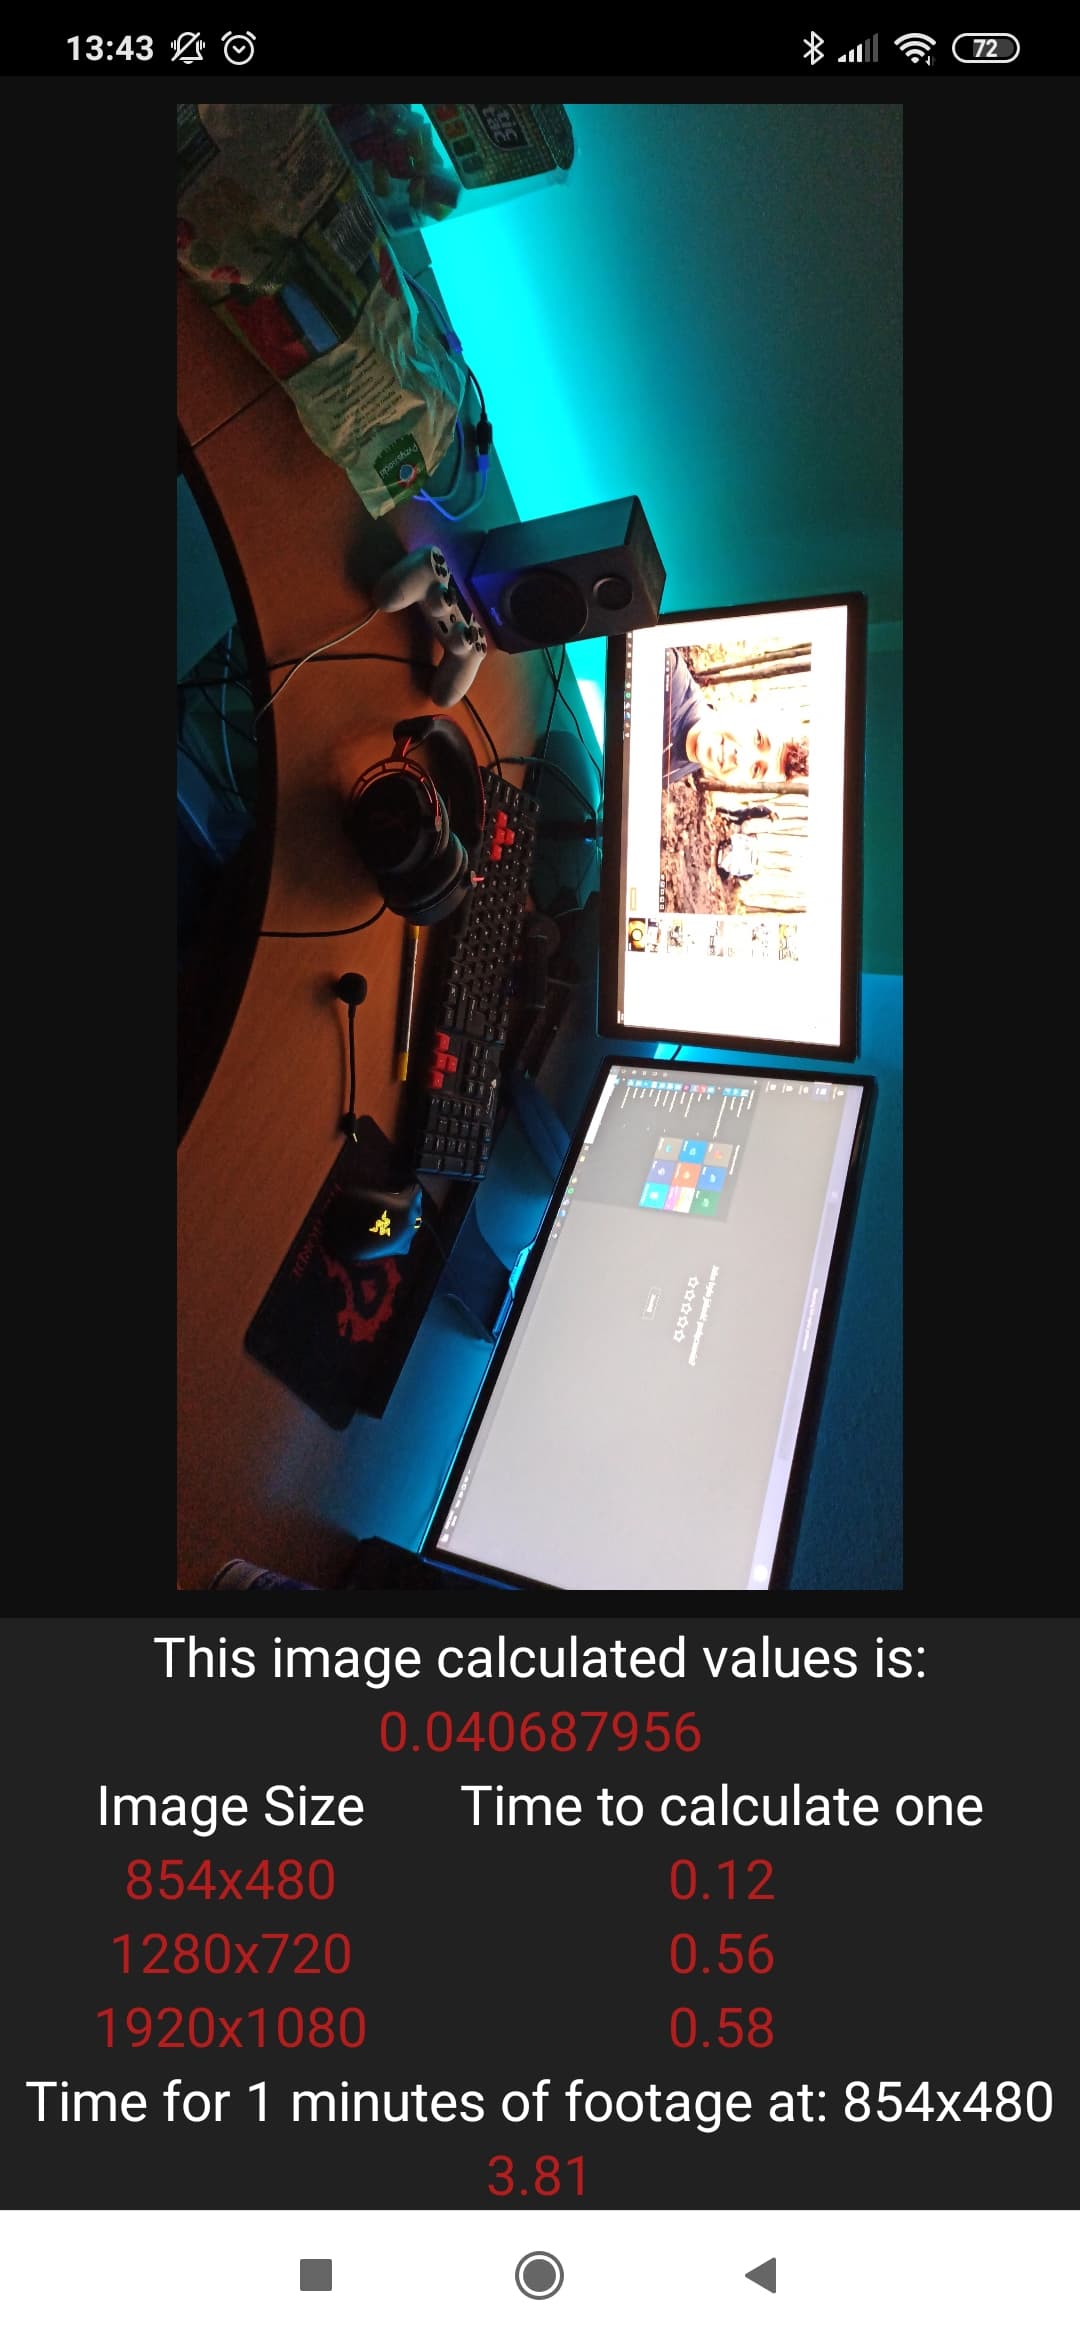 13:43
72
This image calculated values is:
0.040687956
Image Size Time to calculate one
854x480 0.12
1280x720 0.56
1920x1080 0.58
Time for 1 minutes of footage at: 854x480
3.81